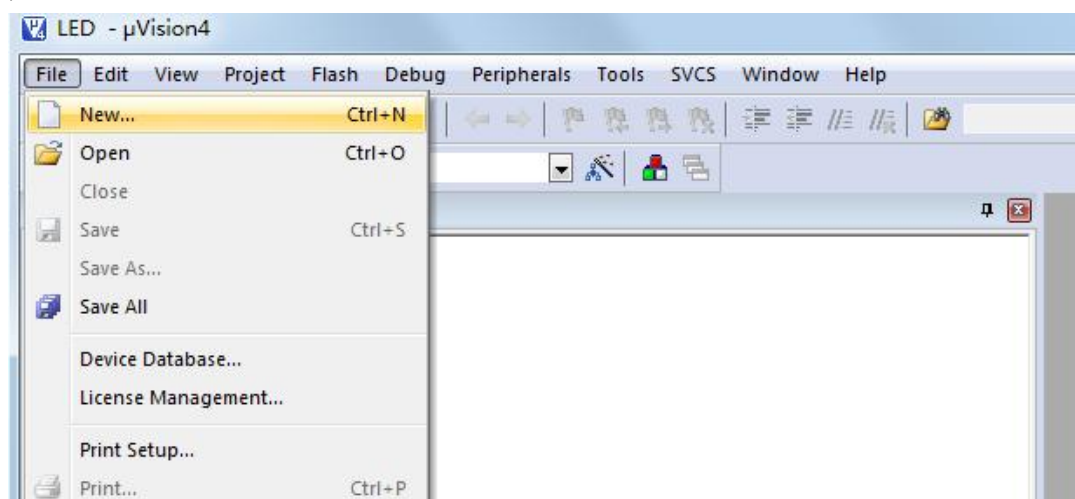 LED - µVision4
File Edit View Project Flash Debug Peripherals Tools SVCS Window Help
New... Ctrl+N
Open Ctrl+O
Close
Save Ctrl+S
Save As...
Save All
Device Database...
License Management...
Print Setup...
Print... Ctrl+P